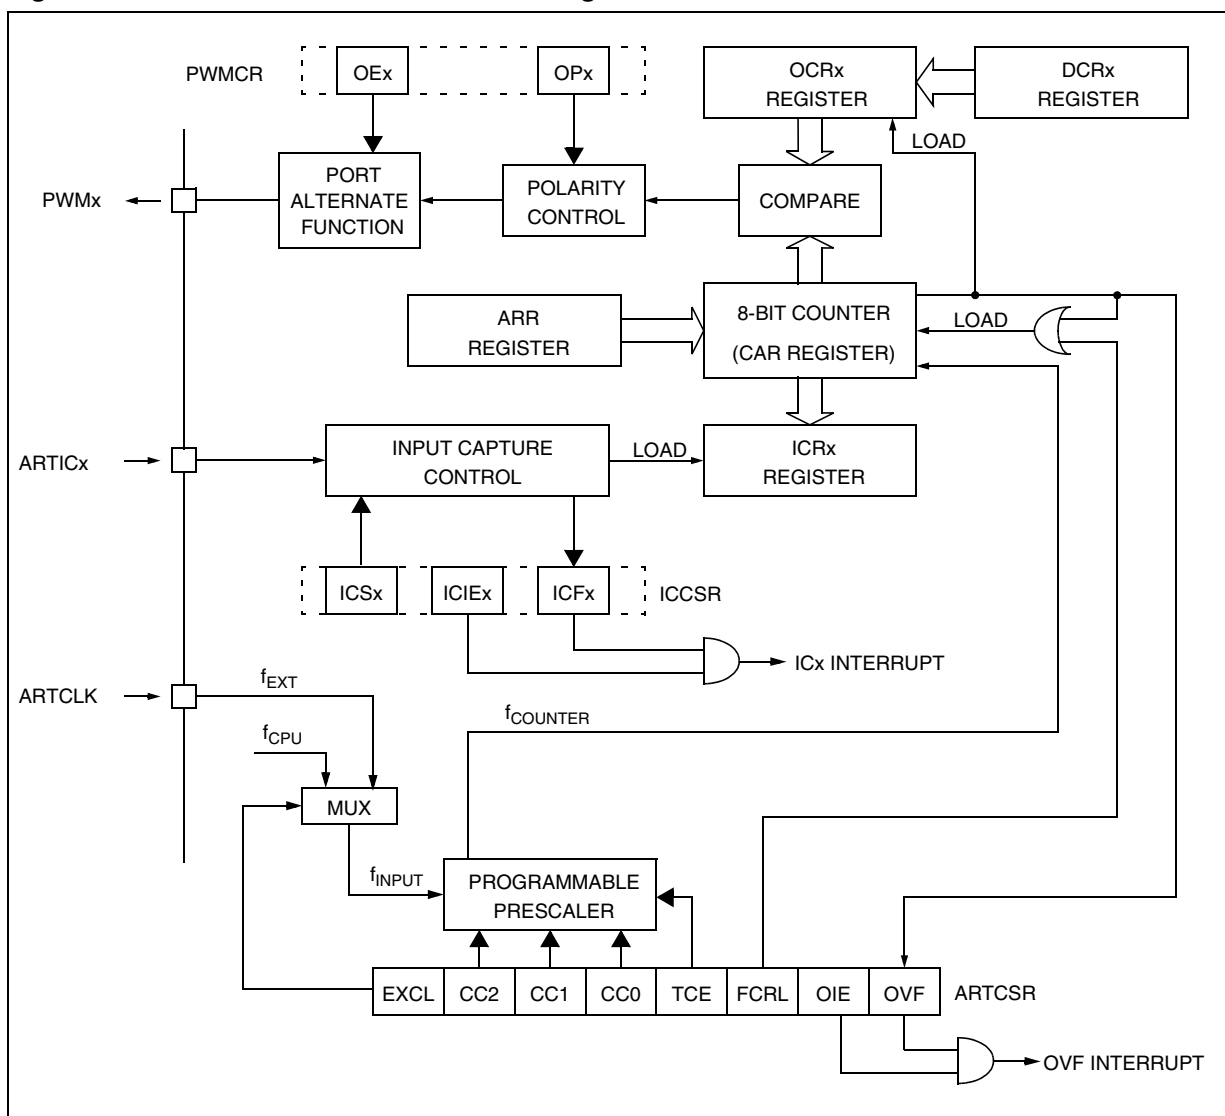 PWMCR
OEx
OPx
OCRx
REGISTER
DCRx
REGISTER
LOAD
PWMx
PORT
ALTERNATE
FUNCTION
POLARITY
CONTROL
COMPARE
ARR
REGISTER
8-BIT COUNTER
(CAR REGISTER)
LOAD
ARTICx
INPUT CAPTURE
CONTROL
LOAD
ICRx
REGISTER
ICSx
ICIEx
ICFx
ICCSR
ICx INTERRUPT
ARTCLK
fEXT
fCPU
fCOUNTER
MUX
fINPUT
PROGRAMMABLE
PRESCALER
EXCL
CC2
CC1
CC0
TCE
FCRL
OIE
OVF
ARTCSR
OVF INTERRUPT